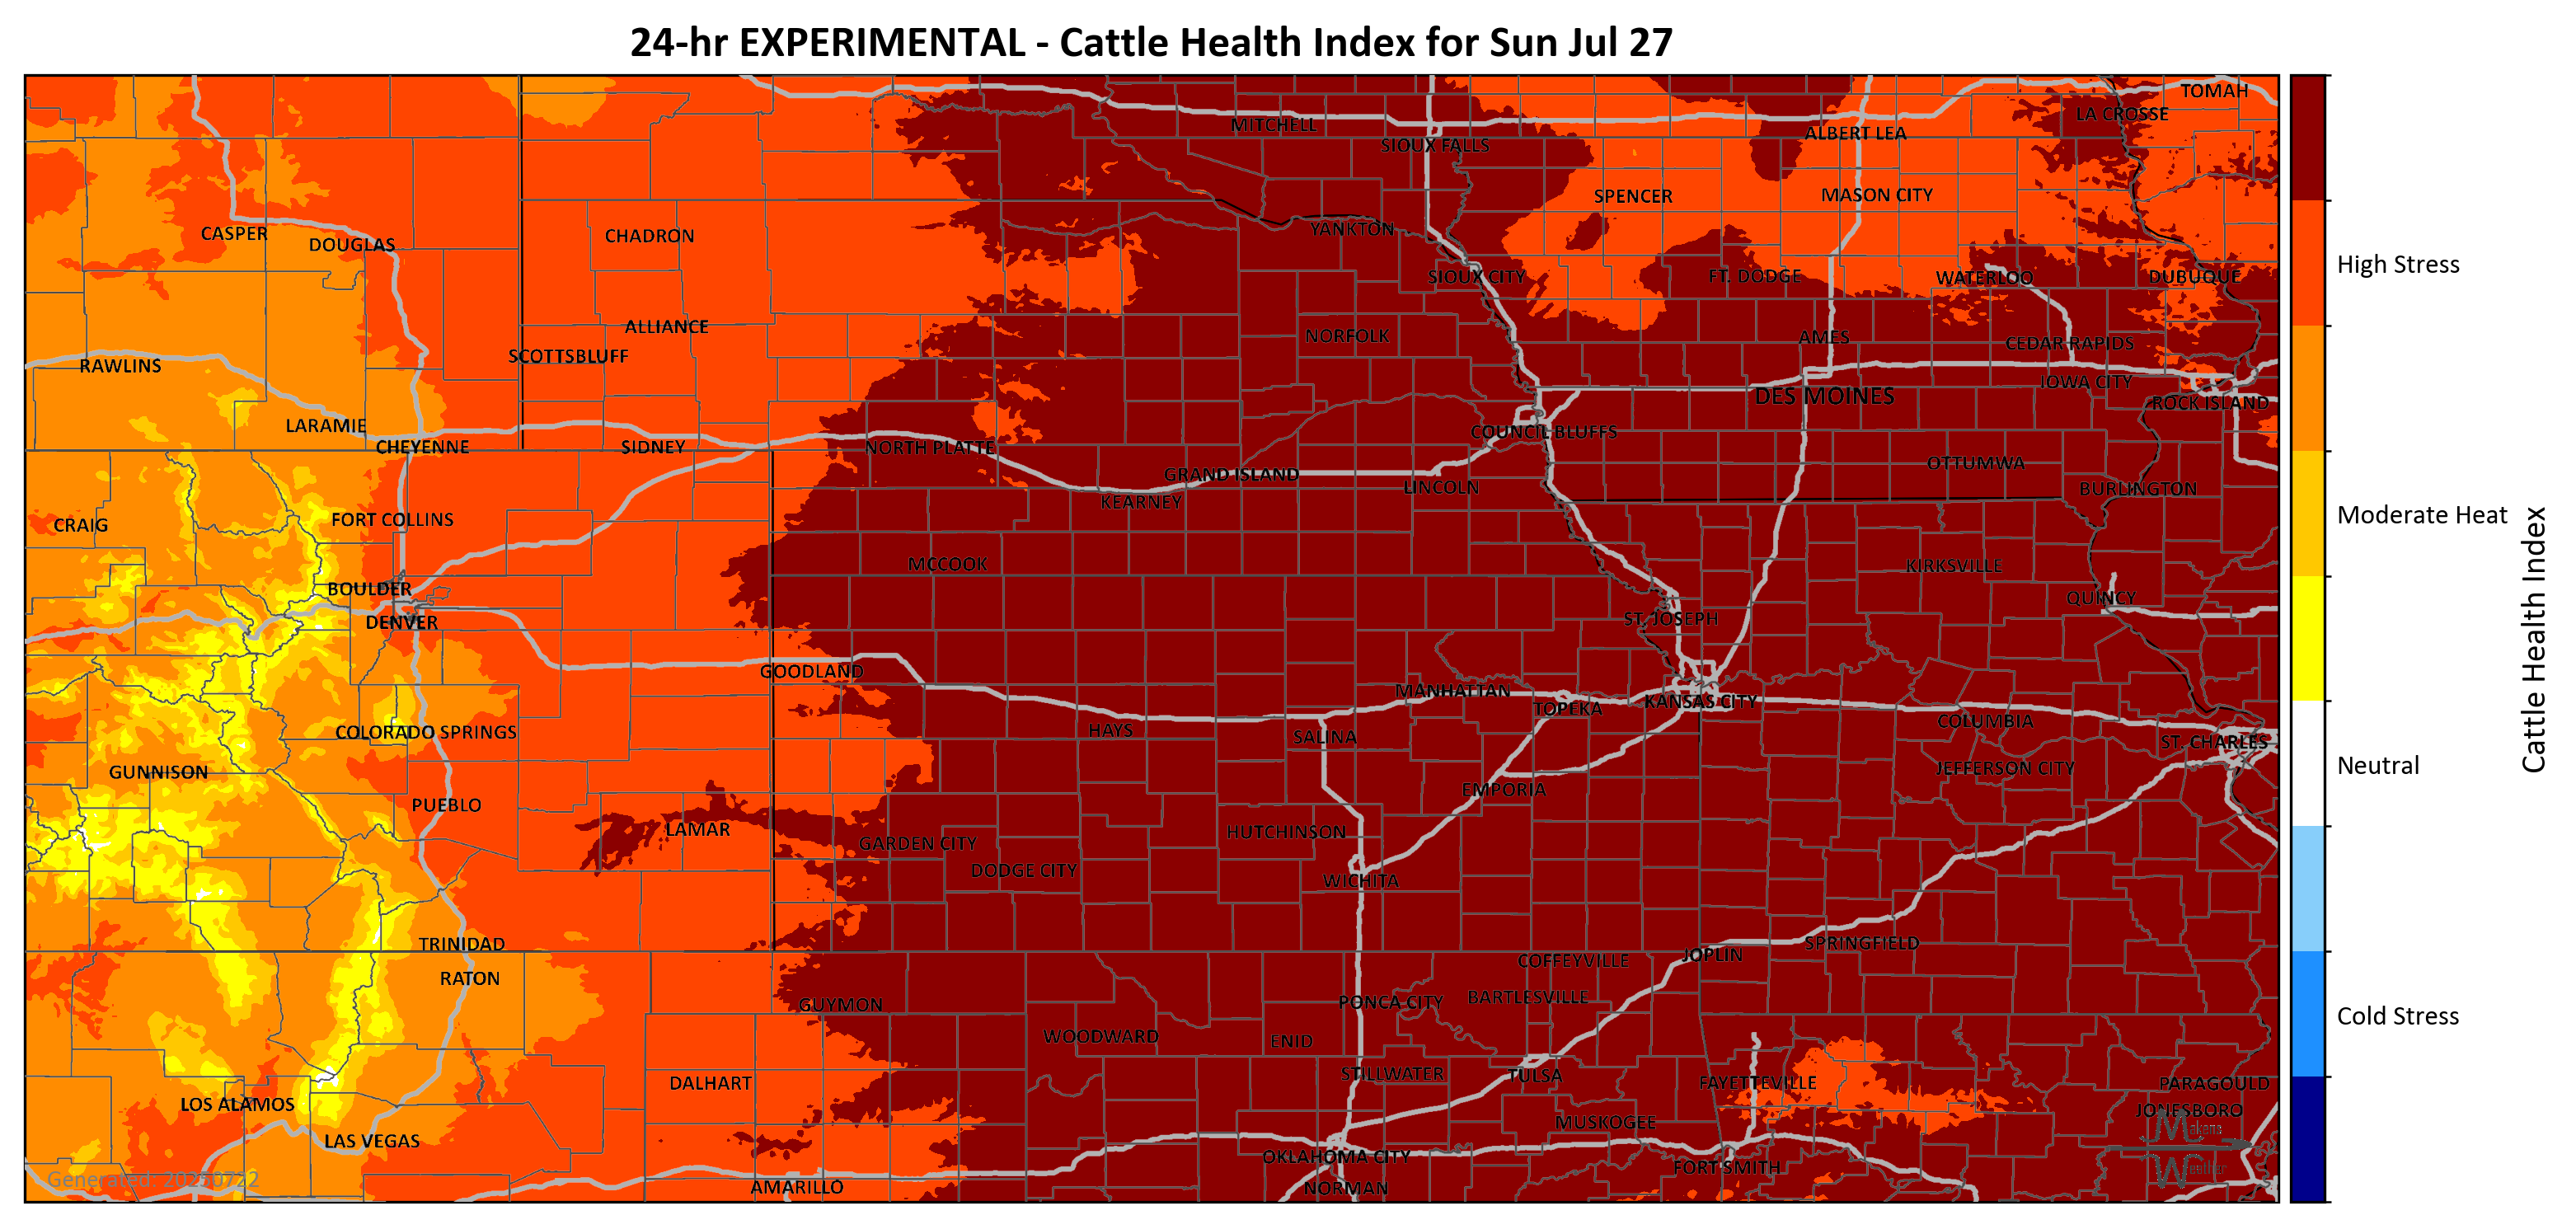 24-hr EXPERIMENTAL - Cattle Health Index for Sun Jul 27
TOMAH
LA CROSSE
MITCHELL
ALBERT LEA
SIOUX FALLS
SPENCER
MASON CITY
CASPER
DOUGLAS
CHADRON
YANKTON
SIOUX CITY
FT. DODGE
WATERLOO
DUBUQUE
High Stress
ALLIANCE
NORFOLK
AMES
CEDAR RAPIDS
SCOTTSBLUFF
RAWLINS
IOWA CITY
DES MOINES
ROCK ISLAND
LARAMIE
COUNCIL BLUFFS
CHEYENNE
SIDNEY
NORTH PLATTE
OTTUMWA
GRAND ISLAND
LINCOLN
BURLINGTON
KEARNEY
CRAIG
FORT COLLINS
Moderate Heat
MCCOOK
KIRKSVILLE
BOULDER
QUINCY
DENVER
ST. JOSEPH
Cattle Health Index
GOODLAND
MANHATTAN
TOPEKA
KANSAS CITY
COLUMBIA
COLORADO SPRINGS
HAYS
SALINA
ST. CHARLES
GUNNISON
JEFFERSON CITY
Neutral
EMPORIA
PUEBLO
LAMAR
HUTCHINSON
GARDEN CITY
DODGE CITY
WICHITA
TRINIDAD
SPRINGFIELD
JOPLIN
COFFEYVILLE
RATON
GUYMON
PONCA CITY
BARTLESVILLE
Cold Stress
WOODWARD
ENID
STILLWATER
TULSA
DALHART
FAYETTEVILLE
PARAGOULD
LOS ALAMOS
JONESBORO
MUSKOGEE
Makens
LAS VEGAS
OKLAHOMA CITY
FORT SMITH
Weather
Generated: 20250722
AMARILLO
NORMAN